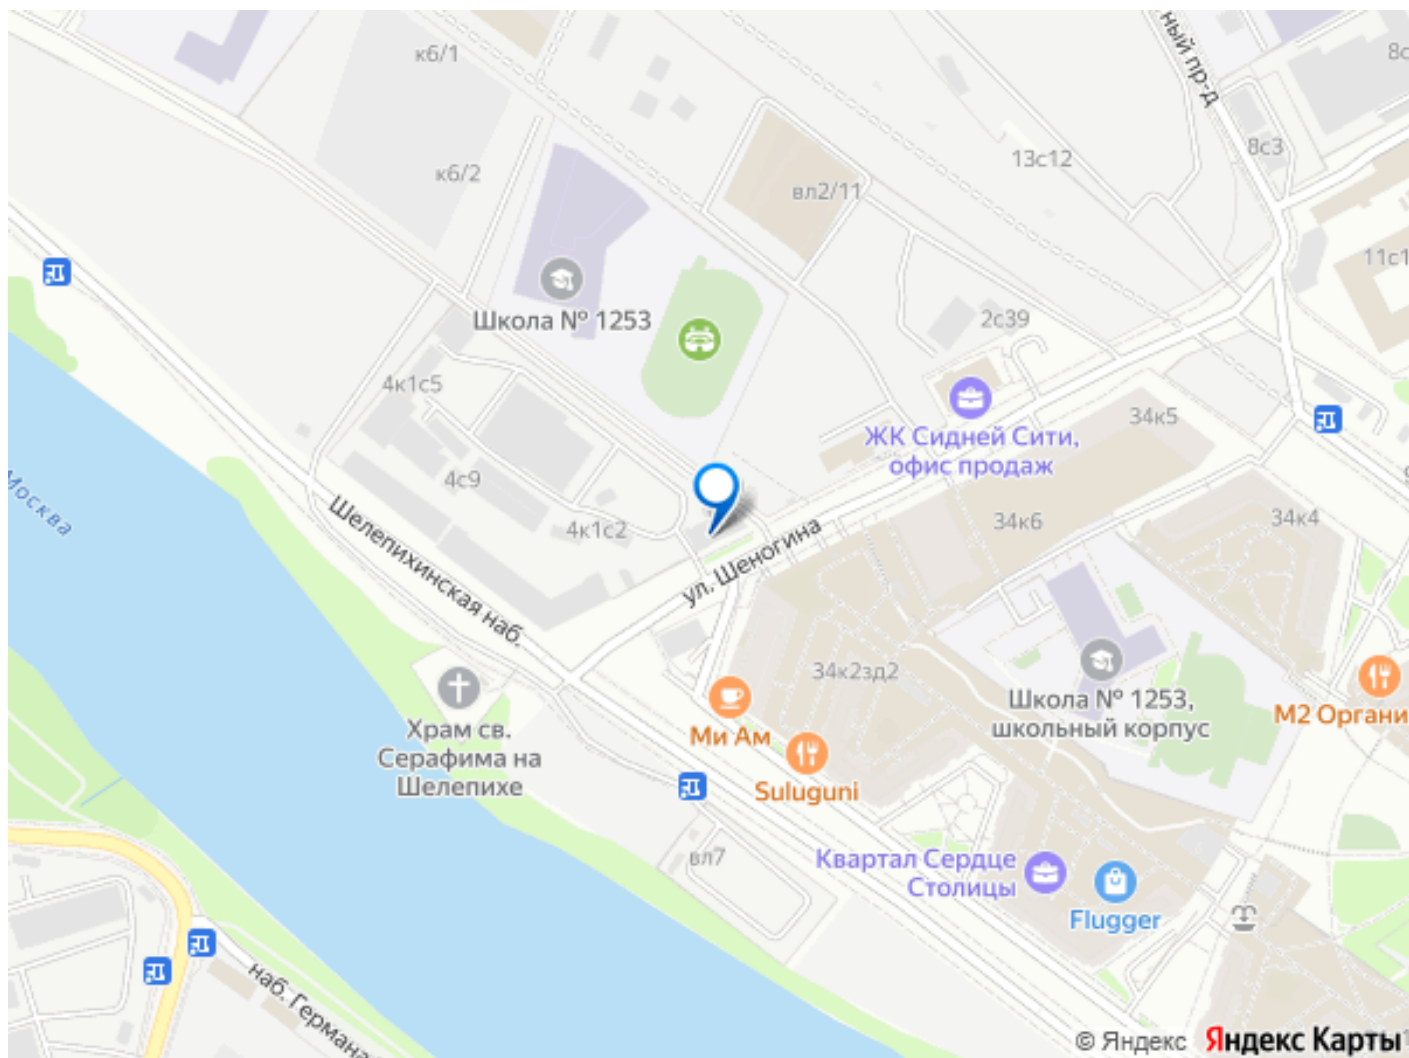 к6/1
ный пр-д
8с
8с3
13с12
к6/2
вл2/11
11с1
Школа № 1253
2с39
4к1с5
34к5
ЖК Сидней Сити,
офис продаж
Москва
4с9
4к1с2
34к6
34к4
Шелепихинская наб.
ул. Шеногина
34к2зд2
Школа № 1253,
школьный корпус
М2 Органи
Храм св.
Серафима на
Шелепихе
Ми Ам
Suluguni
вл7
Квартал Сердце
Столицы
Flugger
наб. Германа
© Яндекс Яндекс Карты